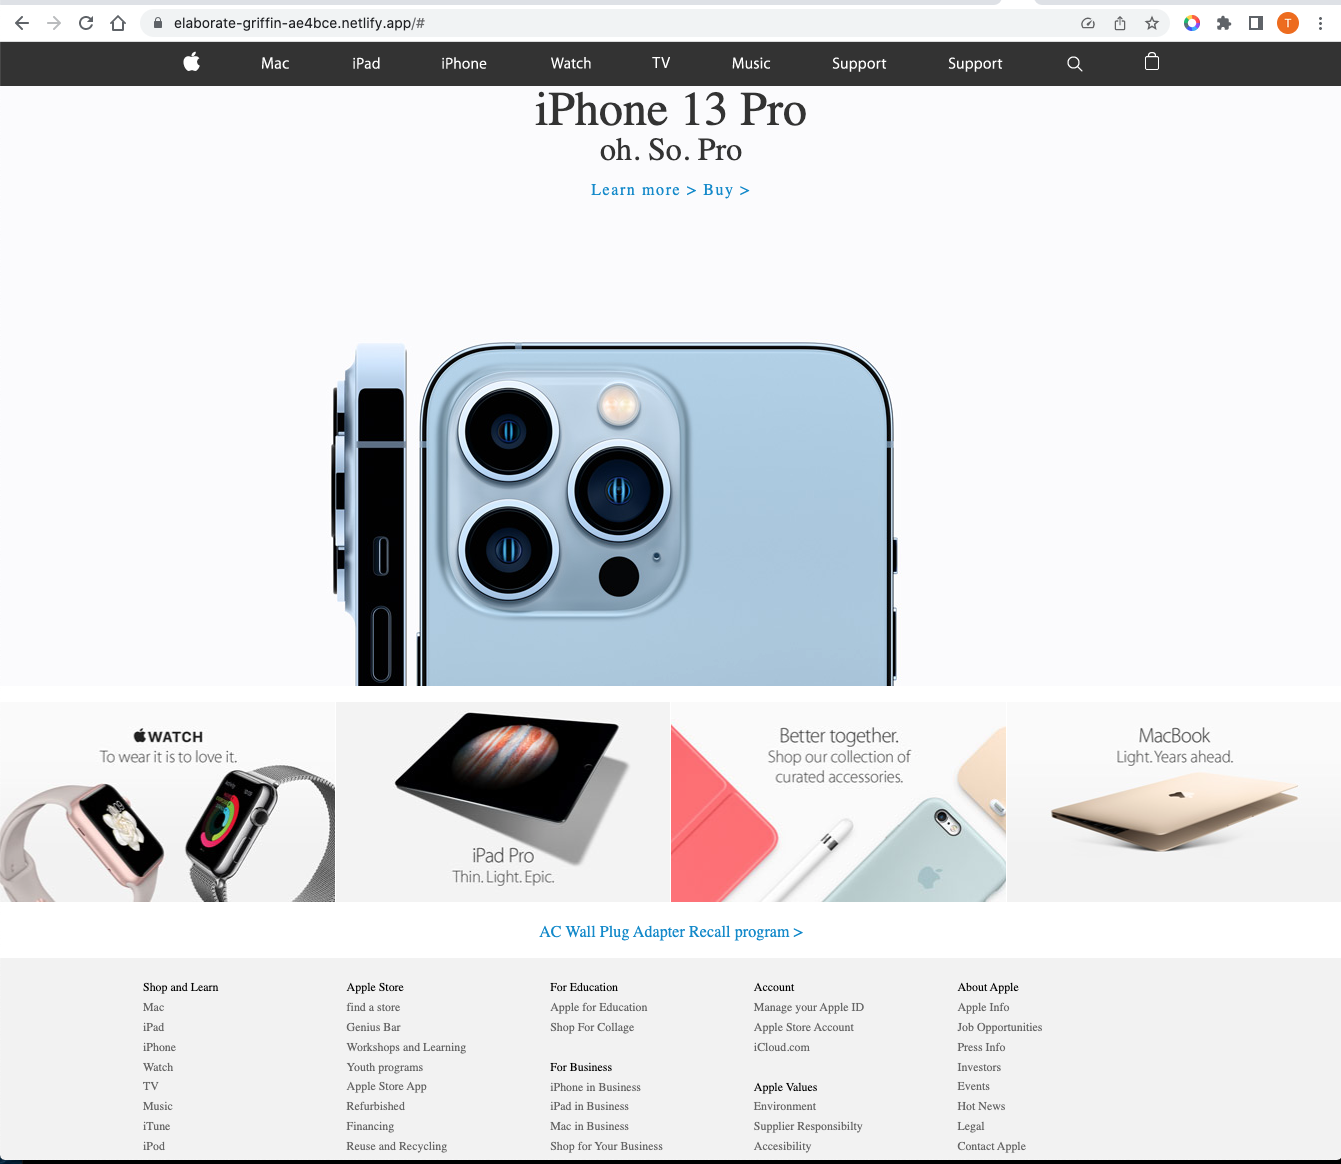 elaborate-griffin-ae4bce.netlify.app/#
T
Mac iPad iPhone Watch TV Music Support Support
iPhone 13 Pro
oh. So. Pro
Learn more > Buy >
WATCH
To wear it is to love it.
iPad Pro
Thin. Light. Epic.
Better together.
Shop our collection of
curated accessories.
MacBook
Light. Years ahead.
AC Wall Plug Adapter Recall program >
Shop and Learn
Mac
iPad
iPhone
Watch
TV
Music
iTune
iPod
Apple Store
find a store
Genius Bar
Workshops and Learning
Youth programs
Apple Store App
Refurbished
Financing
Reuse and Recycling
For Education
Apple for Education
Shop For Collage
For Business
iPhone in Business
iPad in Business
Mac in Business
Shop for Your Business
Account
Manage your Apple ID
Apple Store Account
iCloud.com
Apple Values
Environment
Supplier Responsibilty
Accesibility
About Apple
Apple Info
Job Opportunities
Press Info
Investors
Events
Hot News
Legal
Contact Apple